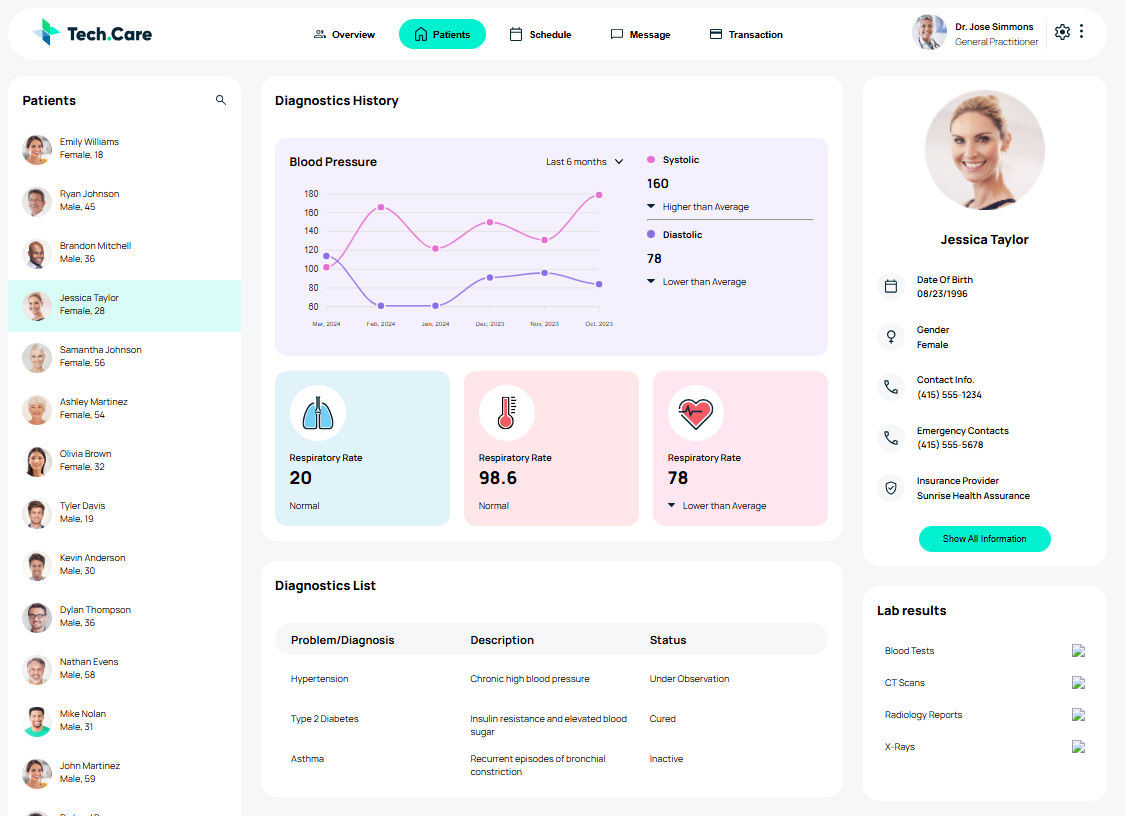 Tech.Care
Overview
Patients
Schedule
Message
Transaction
Dr. Jose Simmons
General Practitioner
Patients
Emily Williams
Female, 18
Ryan Johnson
Male, 45
Brandon Mitchell
Male, 36
Jessica Taylor
Female, 28
Samantha Johnson
Female, 56
Ashley Martinez
Female, 54
Olivia Brown
Female, 32
Tyler Davis
Male, 19
Kevin Anderson
Male, 30
Dylan Thompson
Male, 36
Nathan Evens
Male, 58
Mike Nolan
Male, 31
John Martinez
Male, 59
Diagnostics History
Blood Pressure
Last 6 months
180
160
140
120
100
80
60
Mar, 2024
Feb, 2024
Jan, 2024
Dec, 2023
Nov, 2023
Oct, 2023
Systolic
160
Higher than Average
Diastolic
78
Lower than Average
Respiratory Rate
20
Normal
Respiratory Rate
98.6
Normal
Respiratory Rate
78
Lower than Average
Diagnostics List
Problem/Diagnosis
Description
Status
Hypertension
Chronic high blood pressure
Under Observation
Type 2 Diabetes
Insulin resistance and elevated blood
sugar
Cured
Asthma
Recurrent episodes of bronchial
constriction
Inactive
Jessica Taylor
Date Of Birth
08/23/1996
Gender
Female
Contact Info.
(415) 555-1234
Emergency Contacts
(415) 555-5678
Insurance Provider
Sunrise Health Assurance
Show All Information
Lab results
Blood Tests
CT Scans
Radiology Reports
X-Rays